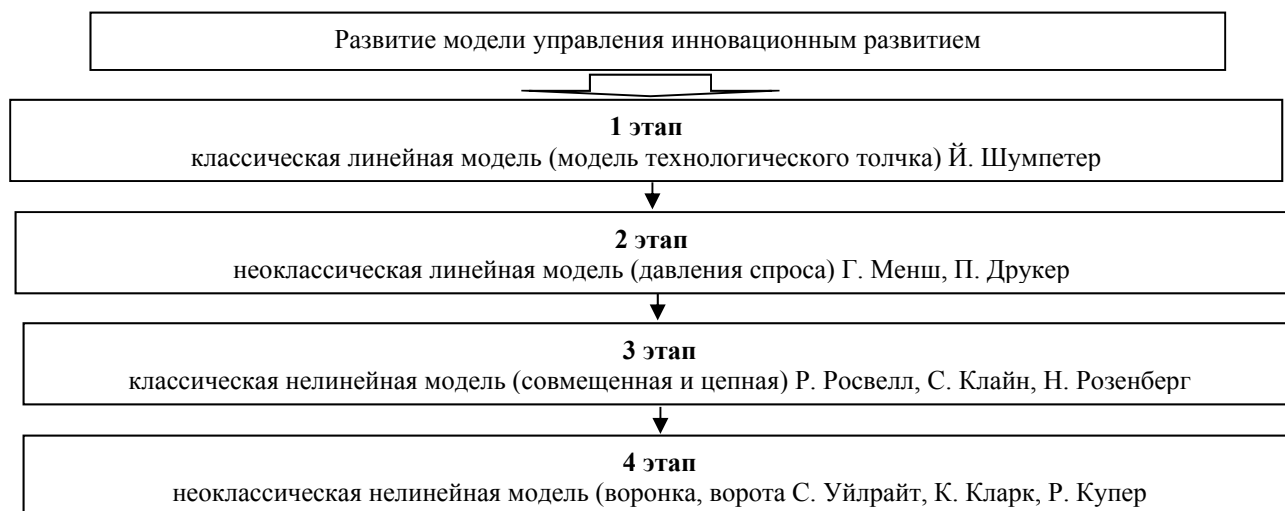 Развитие модели управления инновационным развитием
1 этап
классическая линейная модель (модель технологического толчка) Й. Шумпетер
2 этап
неоклассическая линейная модель (давления спроса) Г. Менш, П. Друкер
3 этап
классическая нелинейная модель (совмещенная и цепная) Р. Росвелл, С. Клайн, Н. Розенберг
4 этап
неоклассическая нелинейная модель (воронка, ворота С. Уйлрайт, К. Кларк, Р. Купер